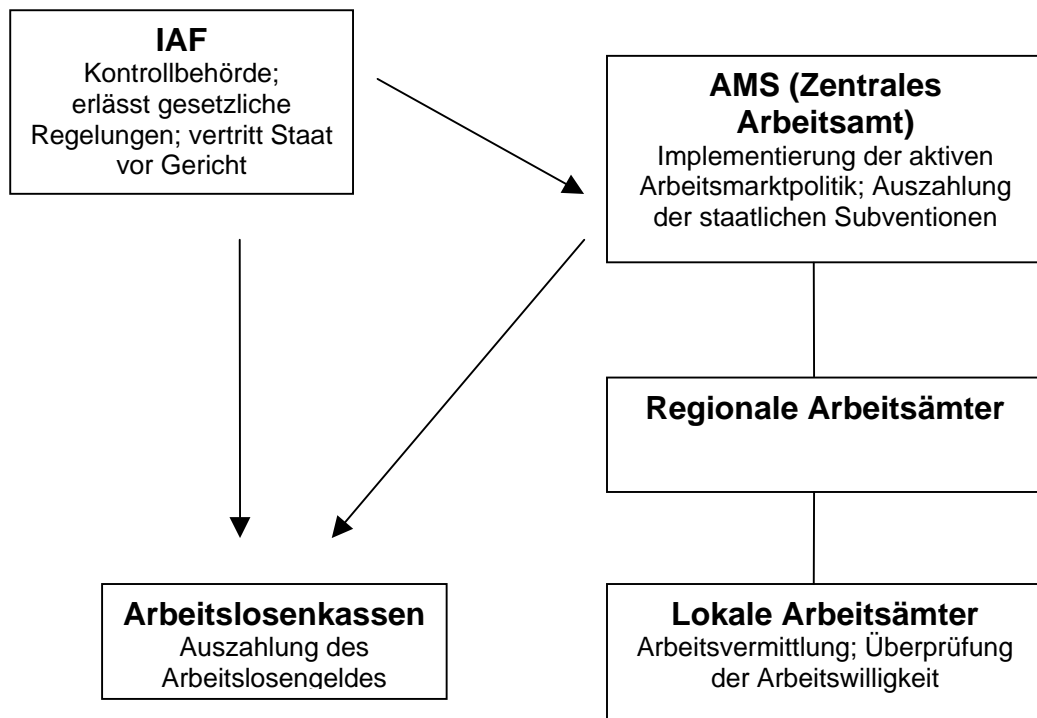 IAF
Kontrollbehörde;
erlässt gesetzliche
Regelungen; vertritt Staat
vor Gericht
AMS (Zentrales
Arbeitsamt)
Implementierung der aktiven
Arbeitsmarktpolitik; Auszahlung
der staatlichen Subventionen
Regionale Arbeitsämter
Arbeitslosenkassen
Auszahlung des
Arbeitslosengeldes
Lokale Arbeitsämter
Arbeitsvermittlung; Überprüfung
der Arbeitswilligkeit